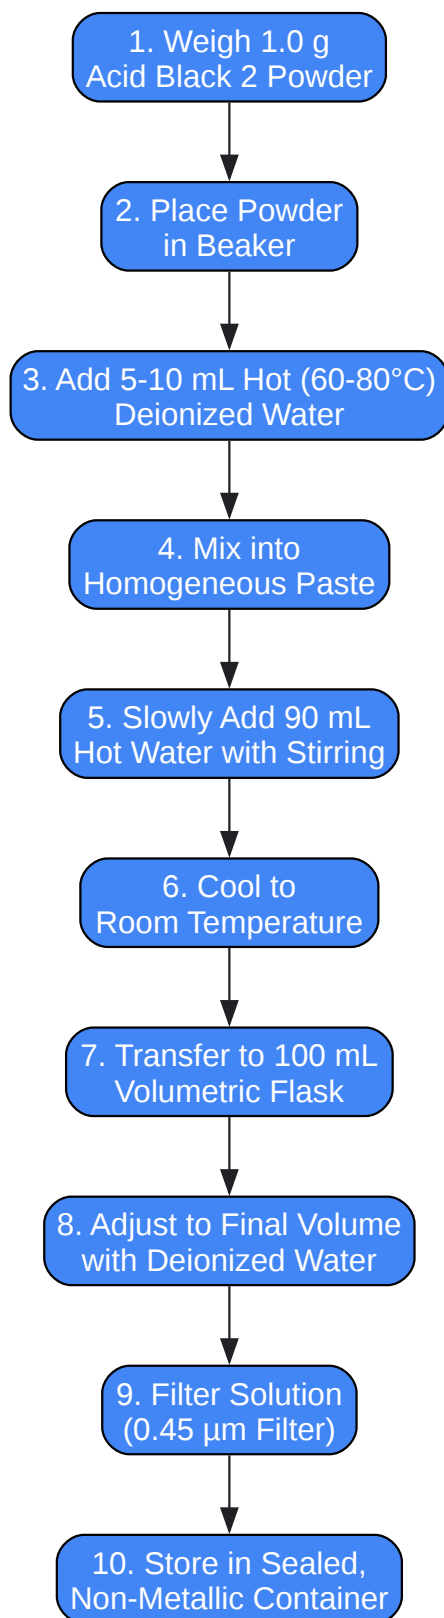 1. Weigh 1.0 g
Acid Black 2 Powder
2. Place Powder
in Beaker
3. Add 5-10 mL Hot (60-80°C)
Deionized Water
4. Mix into
Homogeneous Paste
5. Slowly Add 90 mL
Hot Water with Stirring
6. Cool to
Room Temperature
7. Transfer to 100 mL
Volumetric Flask
8. Adjust to Final Volume
with Deionized Water
9. Filter Solution
(0.45 µm Filter)
10. Store in Sealed,
Non-Metallic Container